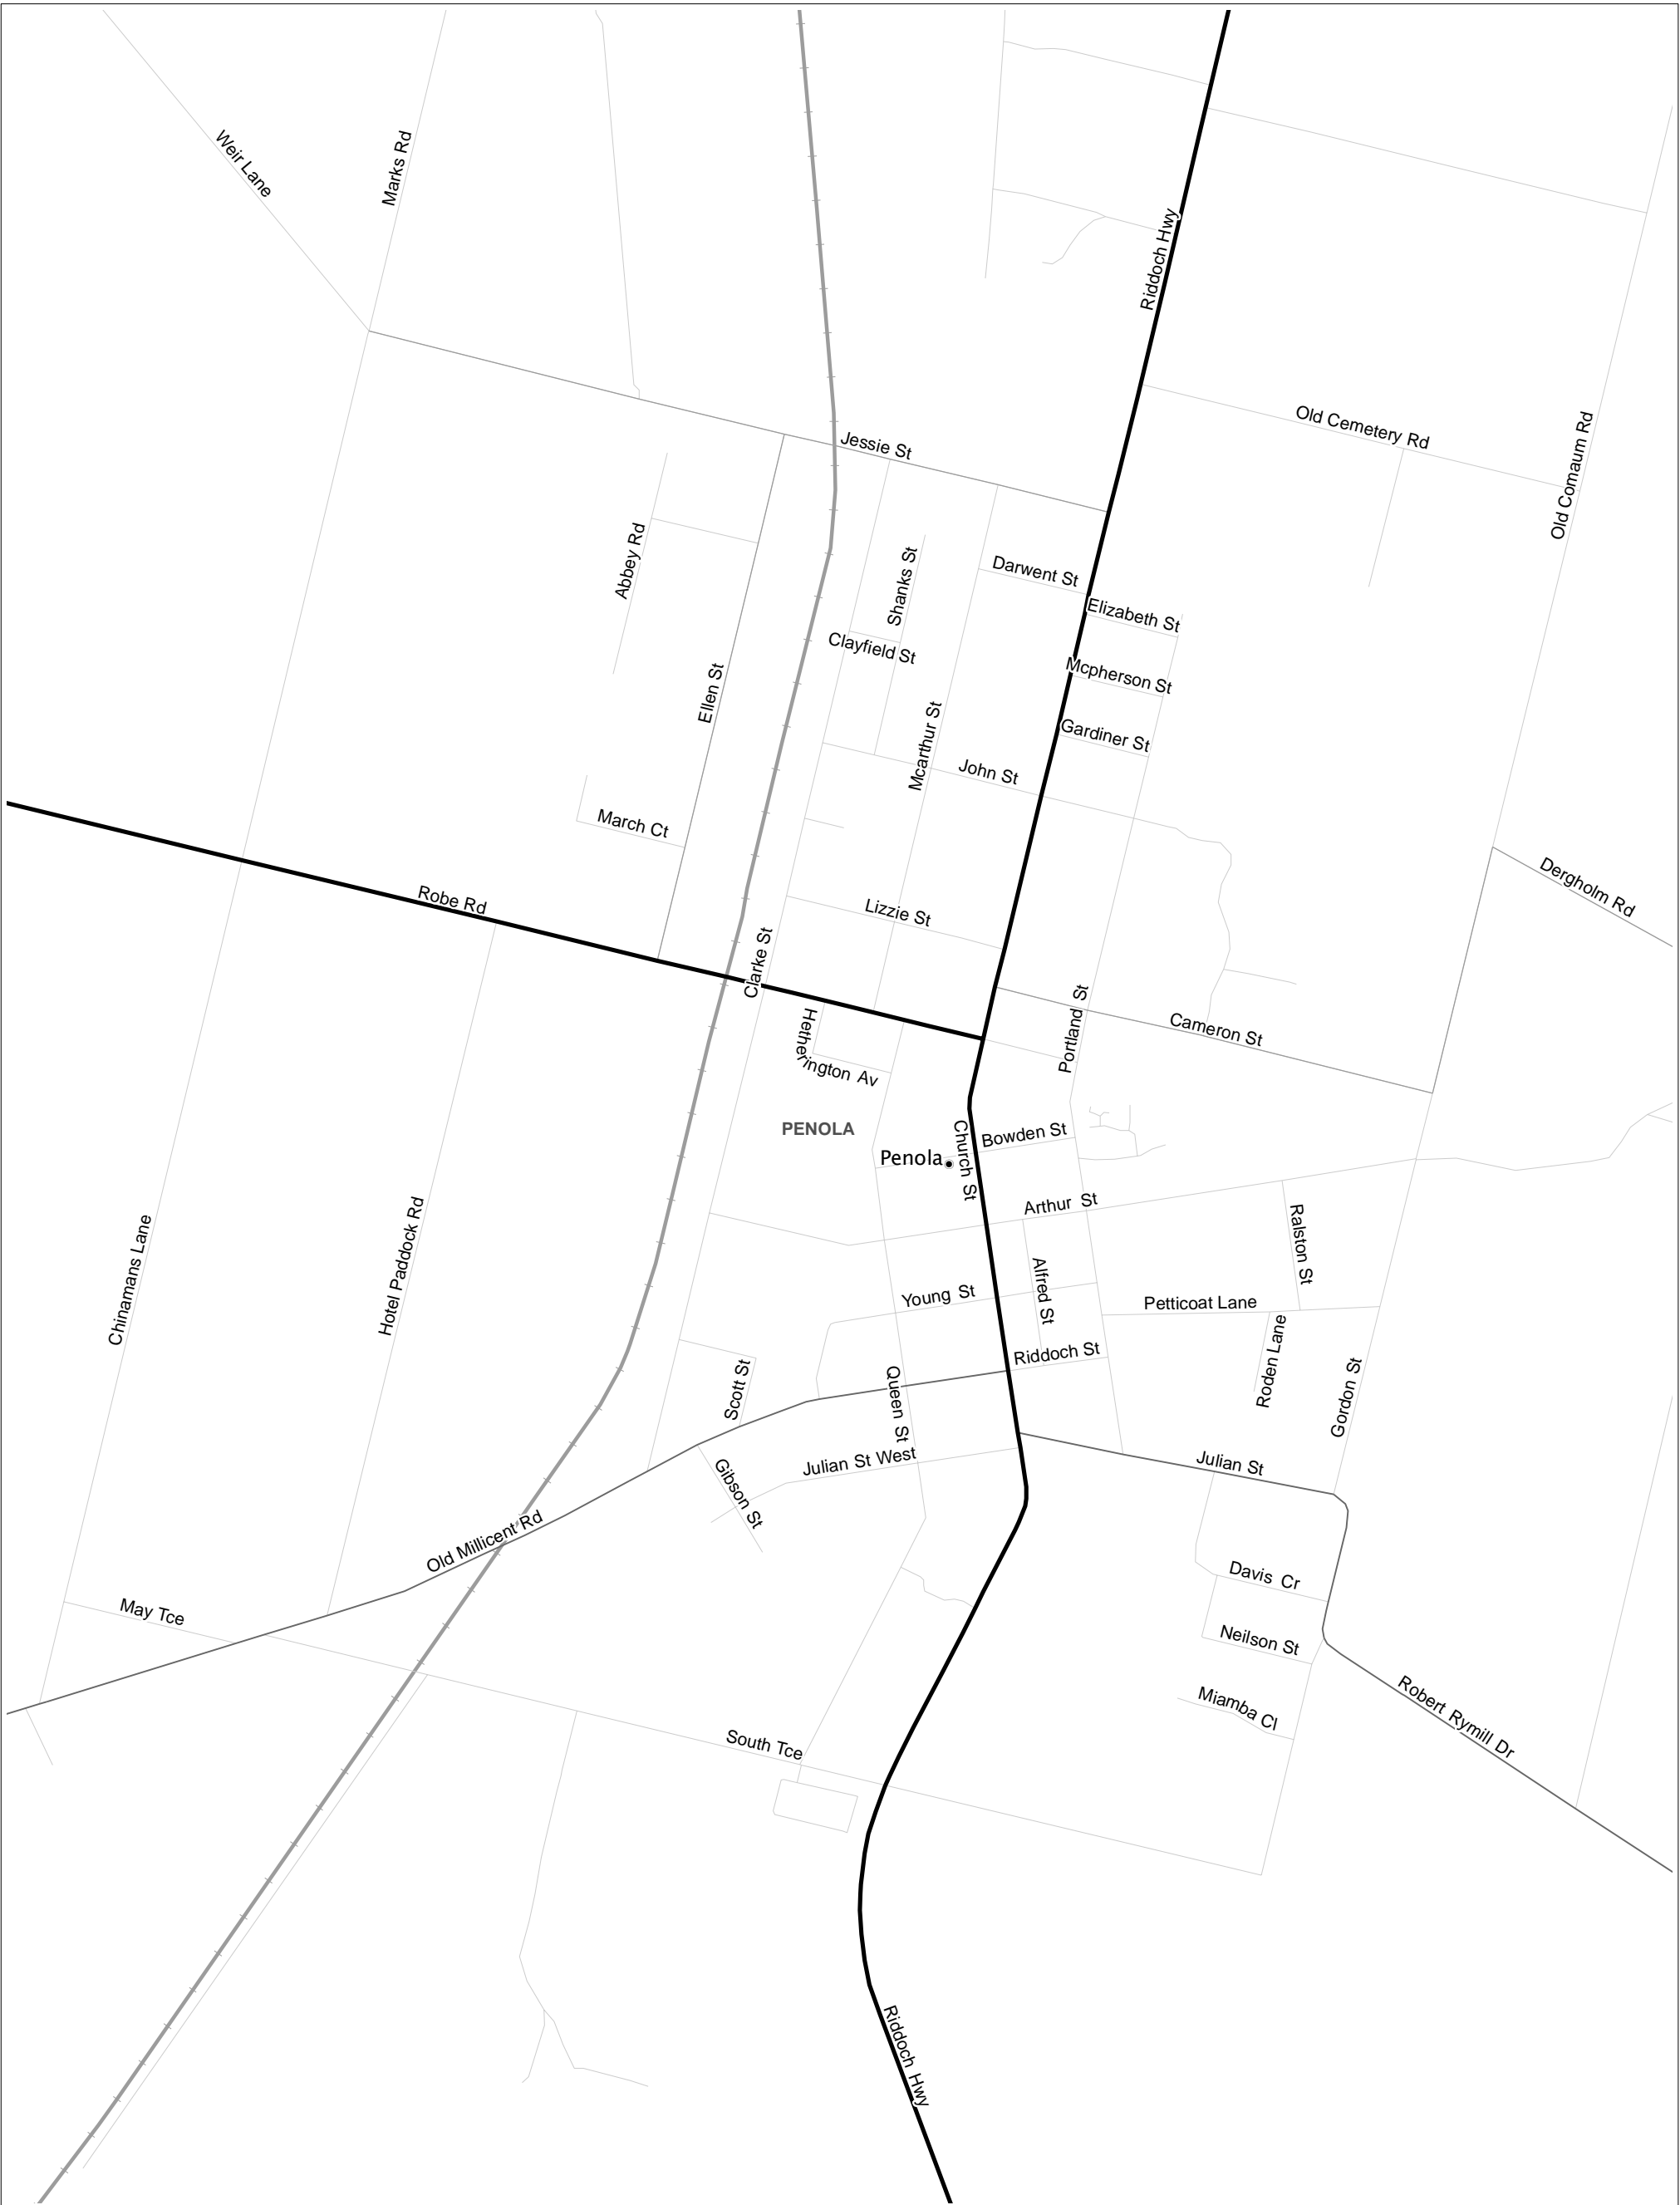 Weir Lane
Marks Rd
Riddoch Hwy
Old Cemetery Rd
Old Comaum Rd
Jessie St
Abbey Rd
Shanks St
Darwent St
Elizabeth St
Clayfield St
Mcpherson St
Ellen St
Mcarthur St
Gardiner St
John St
March Ct
Dergholm Rd
Robe Rd
Lizzie St
Clarke St
Portland St
Cameron St
Hetherington Av
PENOLA
Church St
Bowden St
Penola
Arthur St
Chinamans Lane
Hotel Paddock Rd
Ralston St
Alfred St
Young St
Petticoat Lane
Roden Lane
Riddoch St
Scott St
Queen St
Gordon St
Julian St West
Julian St
Gibson St
Old Millicent Rd
Davis Cr
May Tce
Neilson St
Miamba Cl
Robert Rymill Dr
South Tce
Riddoch Hwy